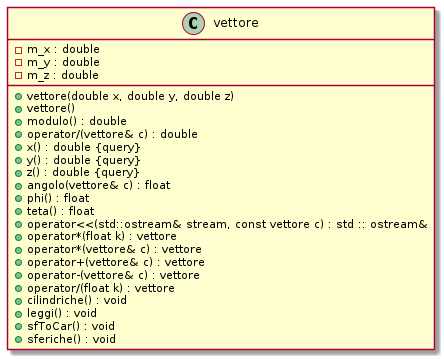 C vettore
m_x : double
m_y : double
m_z : double
vettore(double x, double y, double z)
vettore()
modulo() : double
operator/(vettore& c) : double
x() : double {query}
y() : double {query}
z() : double {query}
angolo(vettore& c) : float
phi() : float
teta() : float
operator<<(std::ostream& stream, const vettore c) : std :: ostream&
operator*(float k) : vettore
operator*(vettore& c) : vettore
operator+(vettore& c) : vettore
operator-(vettore& c) : vettore
operator/(float k) : vettore
cilindriche() : void
leggi() : void
sfToCar() : void
sferiche() : void